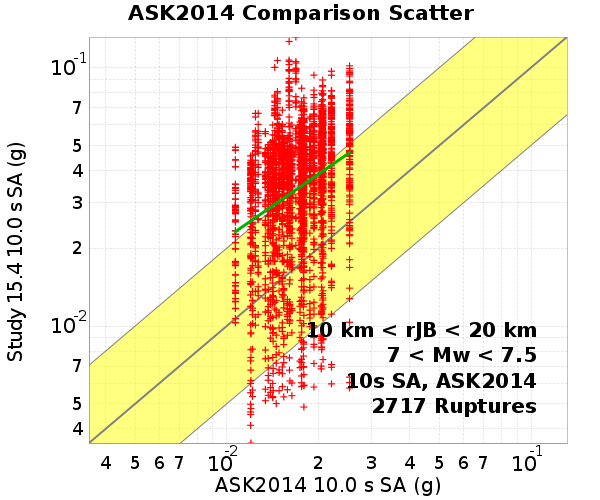 ASK2014 Comparison Scatter
Study 15.4 10.0 s SA (g)
10-1
7
5
4
3
2
10-2
7
5
4
10 km < rJB < 20 km
7 < Mw < 7.5
10s SA, ASK2014
2717 Ruptures
4 5 6 7 10-2 2 3 4 5 6 7 10-1
ASK2014 10.0 s SA (g)